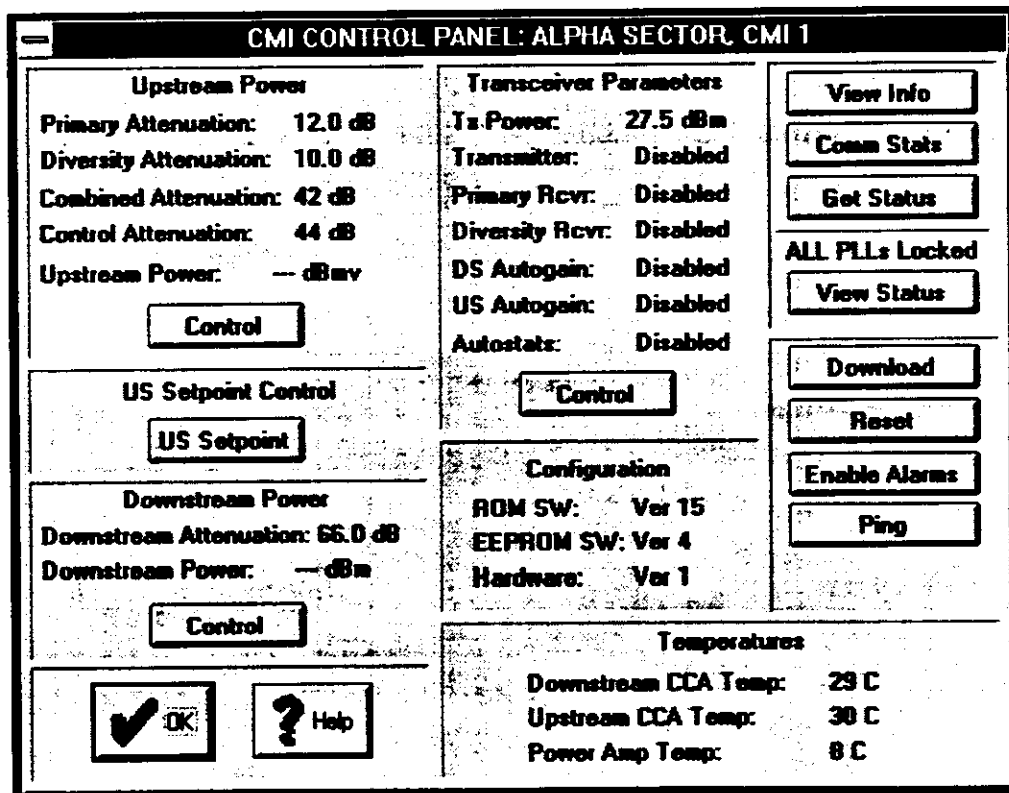 CMI CONTROL PANEL: ALPHA SECTOR, CMI 1
Upstream Power
Primary Attenuation: 12.0 dB
Diversity Attenuation: 10.0 dB
Combined Attenuation: 42 dB
Control Attenuation: 44 dB
Upstream Power: --- dBmv
Control
US Setpoint Control
US Setpoint
Downstream Power
Downstream Attenuation: 66.0 dB
Downstream Power: --- dBm
Control
OK
Help
Transceiver Parameters
Tx Power: 27.5 dBm
Transmitter: Disabled
Primary Rcvr: Disabled
Diversity Rcvr: Disabled
DS Autogain: Disabled
US Autogain: Disabled
Autostats: Disabled
Control
Configuration
ROM SW: Ver 15
EEPROM SW: Ver 4
Hardware: Ver 1
View Info
Comm Stats
Get Status
ALL PLLs Locked
View Status
Download
Reset
Enable Alarms
Ping
Temperatures
Downstream CCA Temp: 29 C
Upstream CCA Temp: 30 C
Power Amp Temp: 8 C